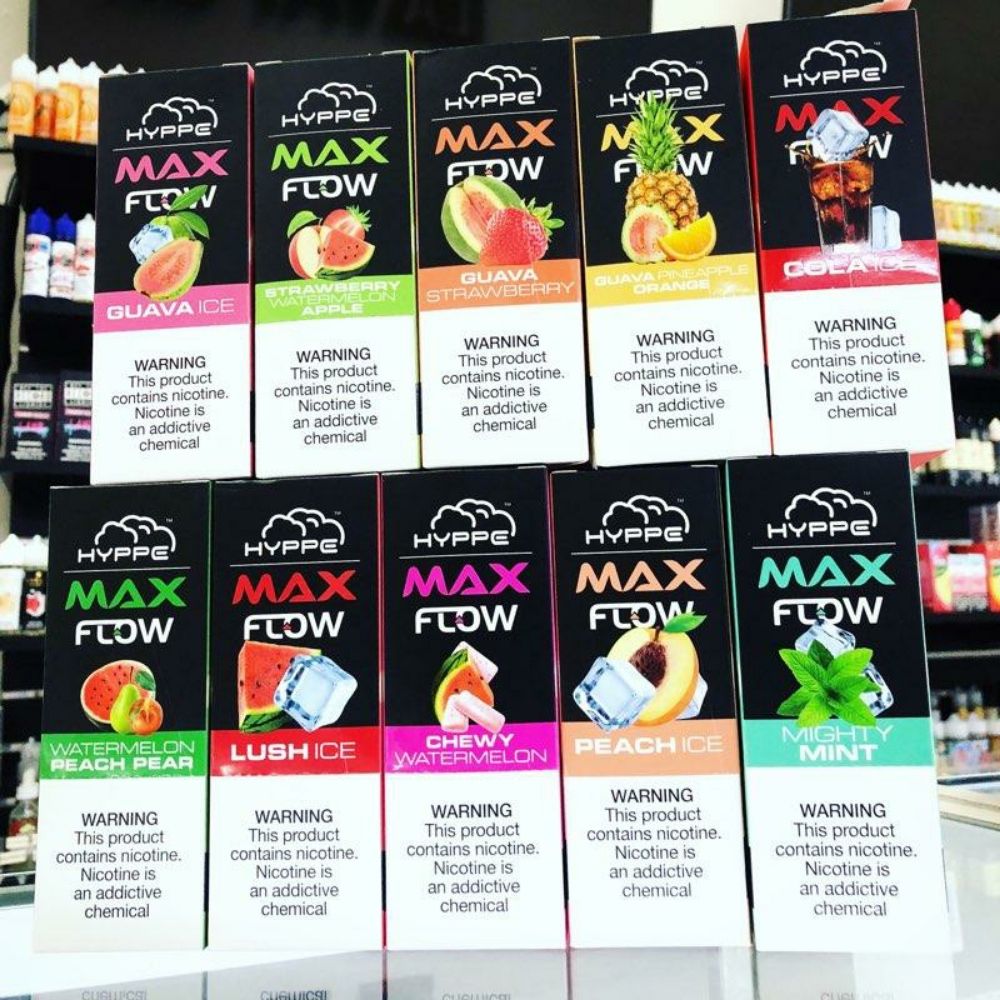 HYPPE
MAX
FLOW
GUAVA ICE
WARNING
This product
contains nicotine.
Nicotine is
an addictive
chemical
HYPPE
MAX
FLOW
STRAWBERRY
WATERMELON
APPLE
WARNING
This product
contains nicotine.
Nicotine is
an addictive
chemical
HYPPE
MAX
FLOW
GUAVA
STRAWBERRY
WARNING
This product
contains nicotine.
Nicotine is
an addictive
chemical
HYPPE
MAX
FLOW
GUAVA PINEAPPLE
ORANGE
WARNING
This product
contains nicotine.
Nicotine is
an addictive
chemical
HYPPE
MAX
FLOW
COLA ICE
WARNING
This product
contains nicotine.
Nicotine is
an addictive
chemical
HYPPE
MAX
FLOW
WATERMELON
PEACH PEAR
WARNING
This product
contains nicotine.
Nicotine is
an addictive
chemical
HYPPE
MAX
FLOW
LUSH ICE
WARNING
This product
contains nicotine.
Nicotine is
an addictive
chemical
HYPPE
MAX
FLOW
CHEWY
WATERMELON
WARNING
This product
contains nicotine.
Nicotine is
an addictive
chemical
HYPPE
MAX
FLOW
PEACH ICE
WARNING
This product
contains nicotine.
Nicotine is
an addictive
chemical
HYPPE
MAX
FLOW
MIGHTY
MINT
WARNING
This product
contains nicotine.
Nicotine is
an addictive
chemical